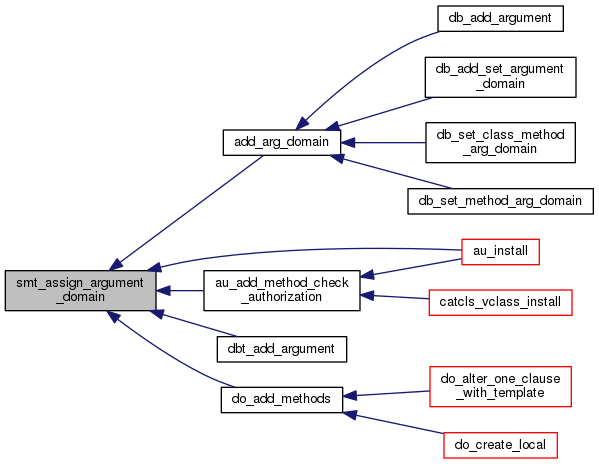 db_add_argument
db_add_set_argument
_domain
db_set_class_method
_arg_domain
add_arg_domain
db_set_method_arg_domain
smt_assign_argument
_domain
au_install
au_add_method_check
_authorization
catcls_vclass_install
dbt_add_argument
do_add_methods
do_alter_one_clause
_with_template
do_create_local